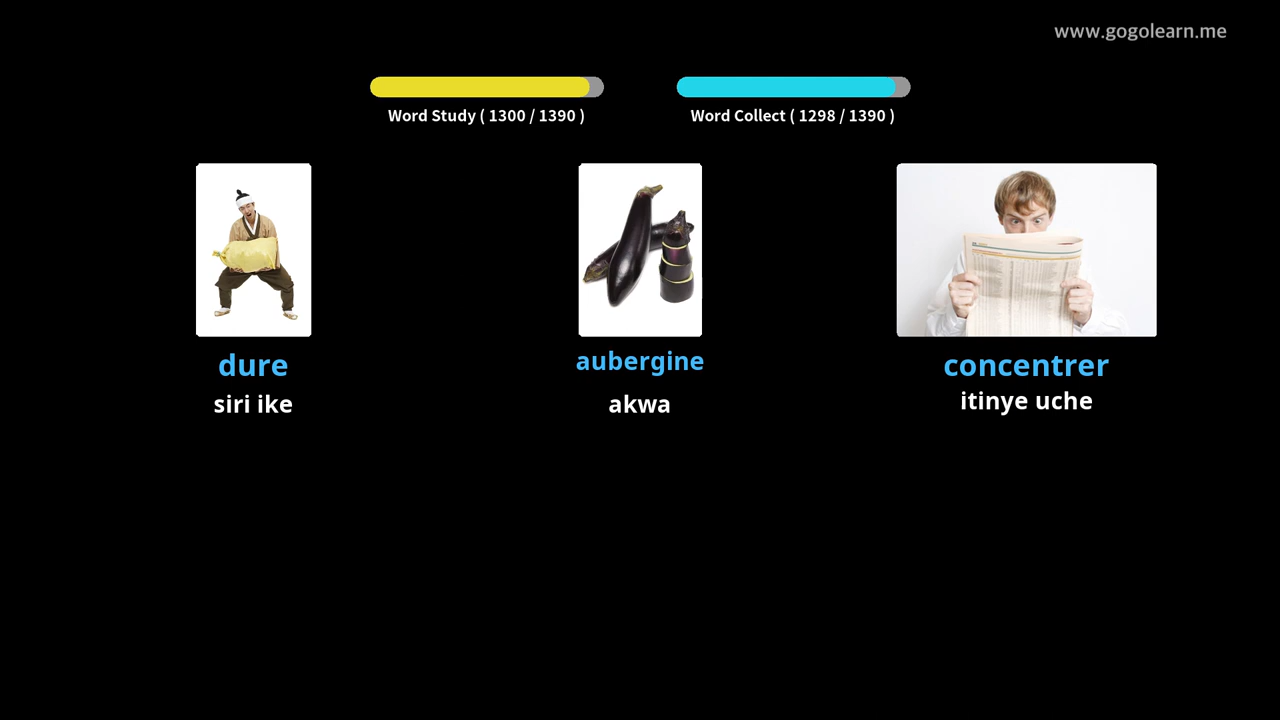 www.gogolearn.me
Word Study ( 1300 / 1390 )
Word Collect ( 1298 / 1390 )
dure
siri ike
aubergine
akwa
concentrer
itinye uche